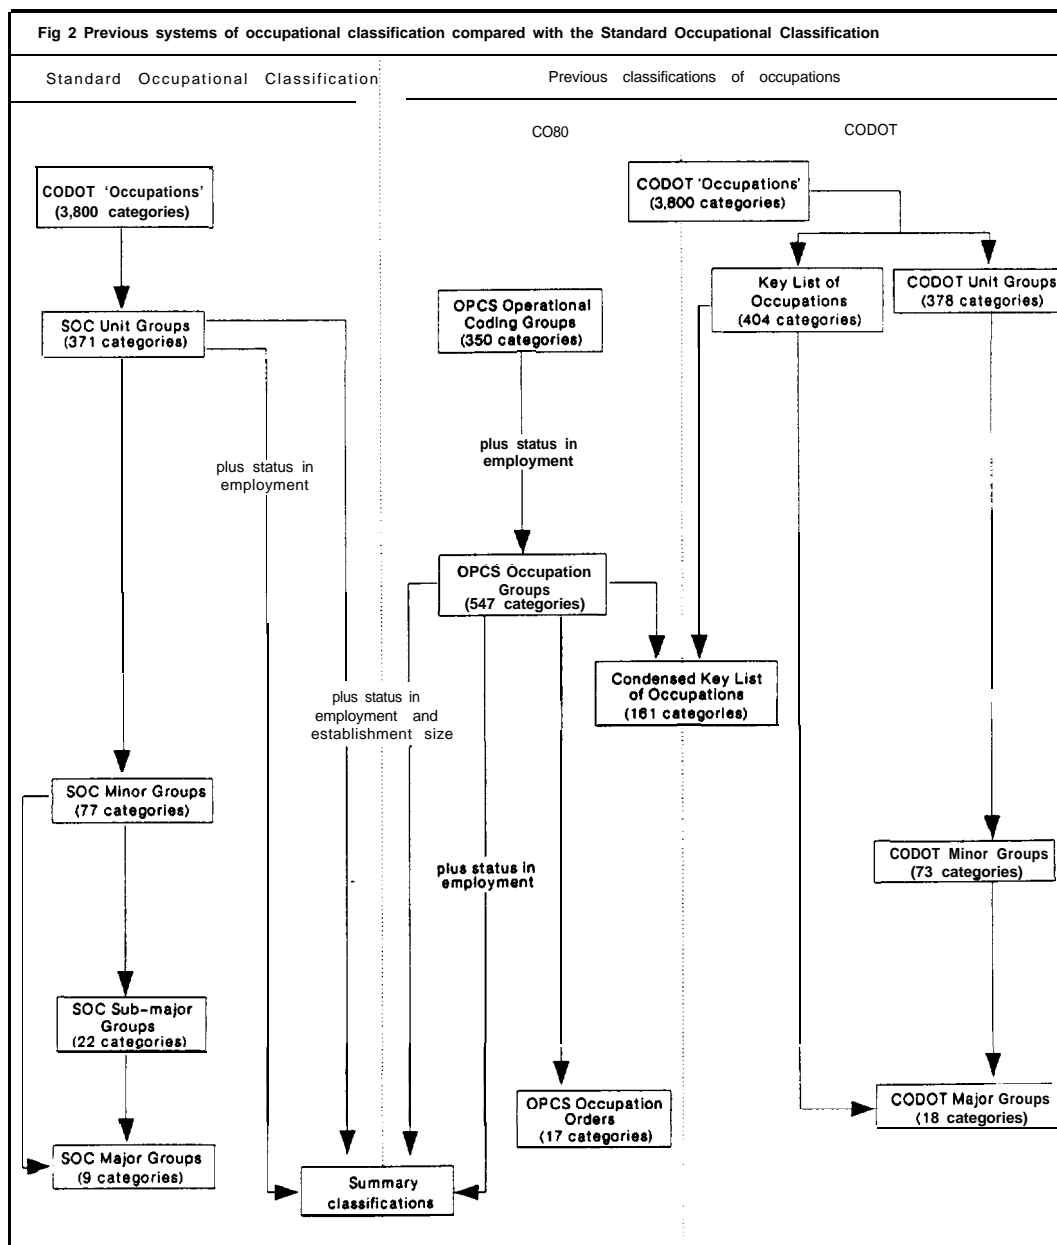 Fig 2 Previous systems of occupational classification compared with the Standard Occupational Classification
Standard Occupational Classification
Previous classifications of occupations
CO80
CODOT
CODOT 'Occupations'
(3,800 categories)
SOC Unit Groups
(371 categories)
plus status in
employment
plus status in
employment and
establishment size
SOC Minor Groups
(77 categories)
SOC Sub-major
Groups
(22 categories)
SOC Major Groups
(9 categories)
Summary
classifications
OPCS Operational
Coding Groups
(350 categories)
plus status in
employment
OPCS Occupation
Groups
(547 categories)
plus status in
employment
OPCS Occupation
Orders
(17 categories)
Condensed Key List
of Occupations
(161 categories)
CODOT 'Occupations'
(3,800 categories)
Key List of
Occupations
(404 categories)
CODOT Unit Groups
(378 categories)
CODOT Minor Groups
(73 categories)
CODOT Major Groups
(18 categories)